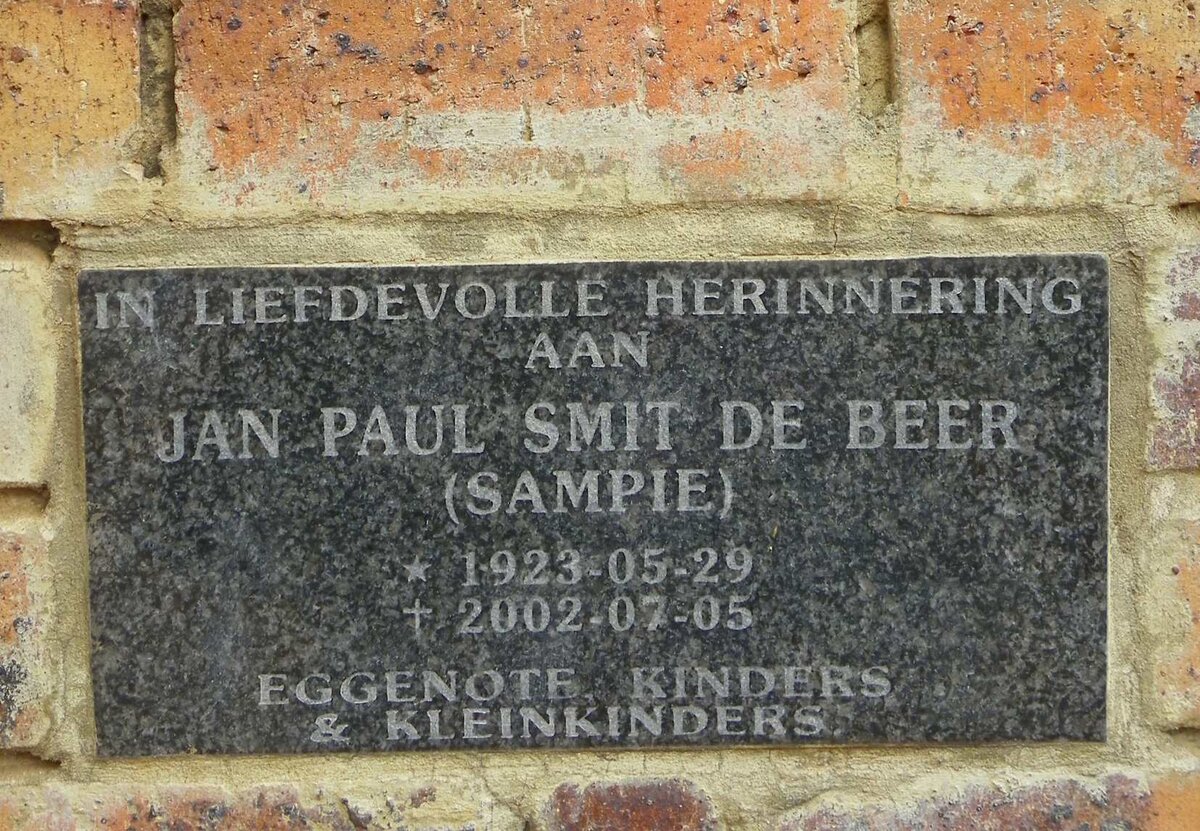 IN LIEFDEVOLLE HERINNERING
AAN
JAN PAUL SMIT DE BEER
(SAMPIE)
★ 1923-05-29
✝ 2002-07-05
EGGENOTE, KINDERS
& KLEINKINDERS